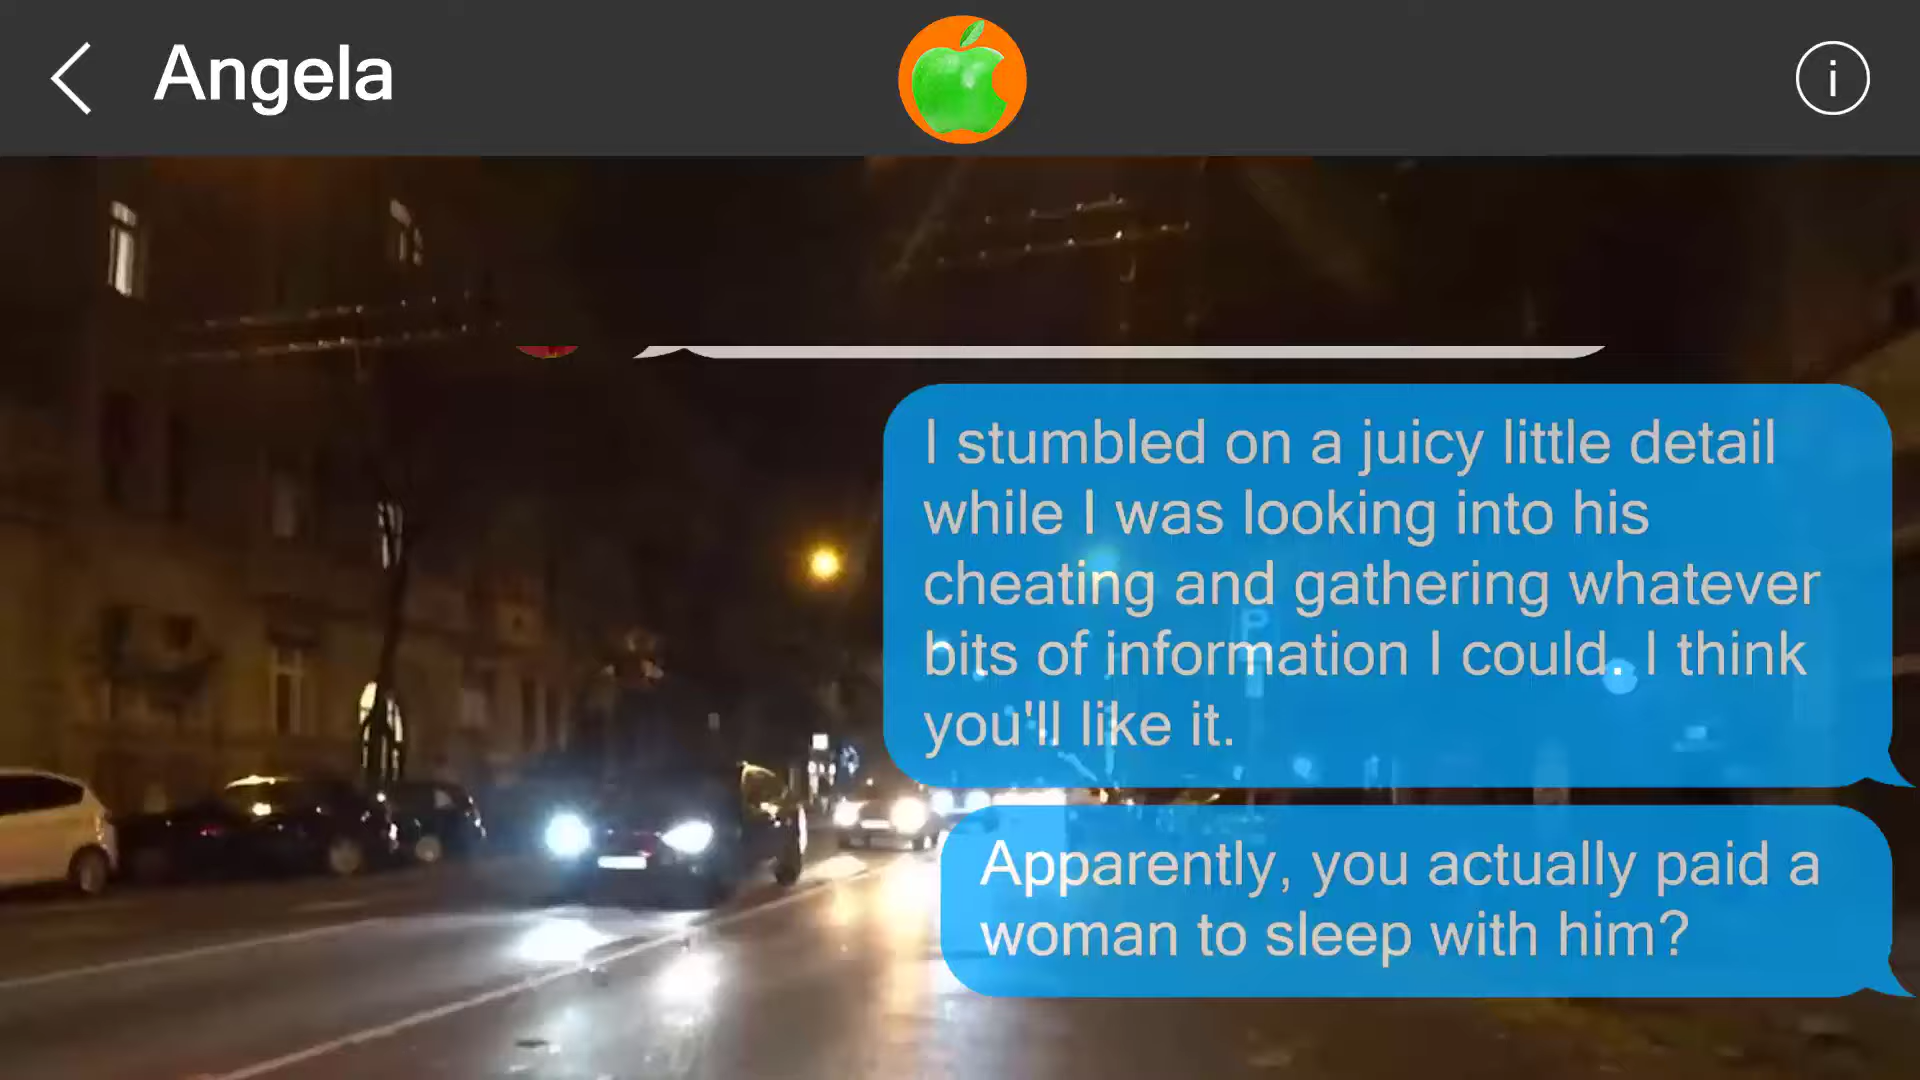 Angela
i
I stumbled on a juicy little detail
while I was looking into his
cheating and gathering whatever
bits of information I could. I think
you'll like it.
P
Apparently, you actually paid a
woman to sleep with him?